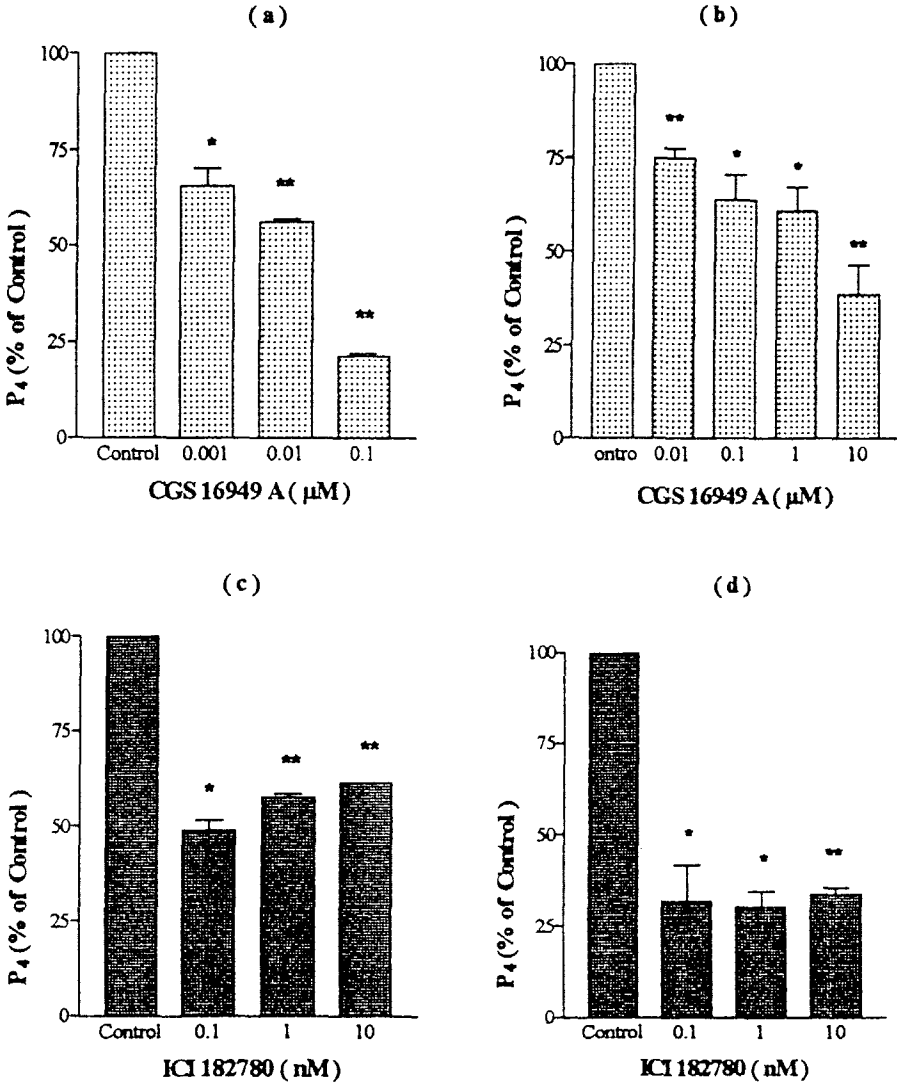 ( a )
100
75
50
25
0
P4 ( % of Control )
* ** **
Control 0.001 0.01 0.1
CGS 16949 A ( μM )
( b )
100
75
50
25
0
P4 ( % of Control )
** * * **
ontro 0.01 0.1 1 10
CGS 16949 A ( μM )
( c )
100
75
50
25
0
P4 ( % of Control )
* ** **
Control 0.1 1 10
ICI 182780 ( nM )
( d )
100
75
50
25
0
P4 ( % of Control )
* * **
Control 0.1 1 10
ICI 182780 ( nM )